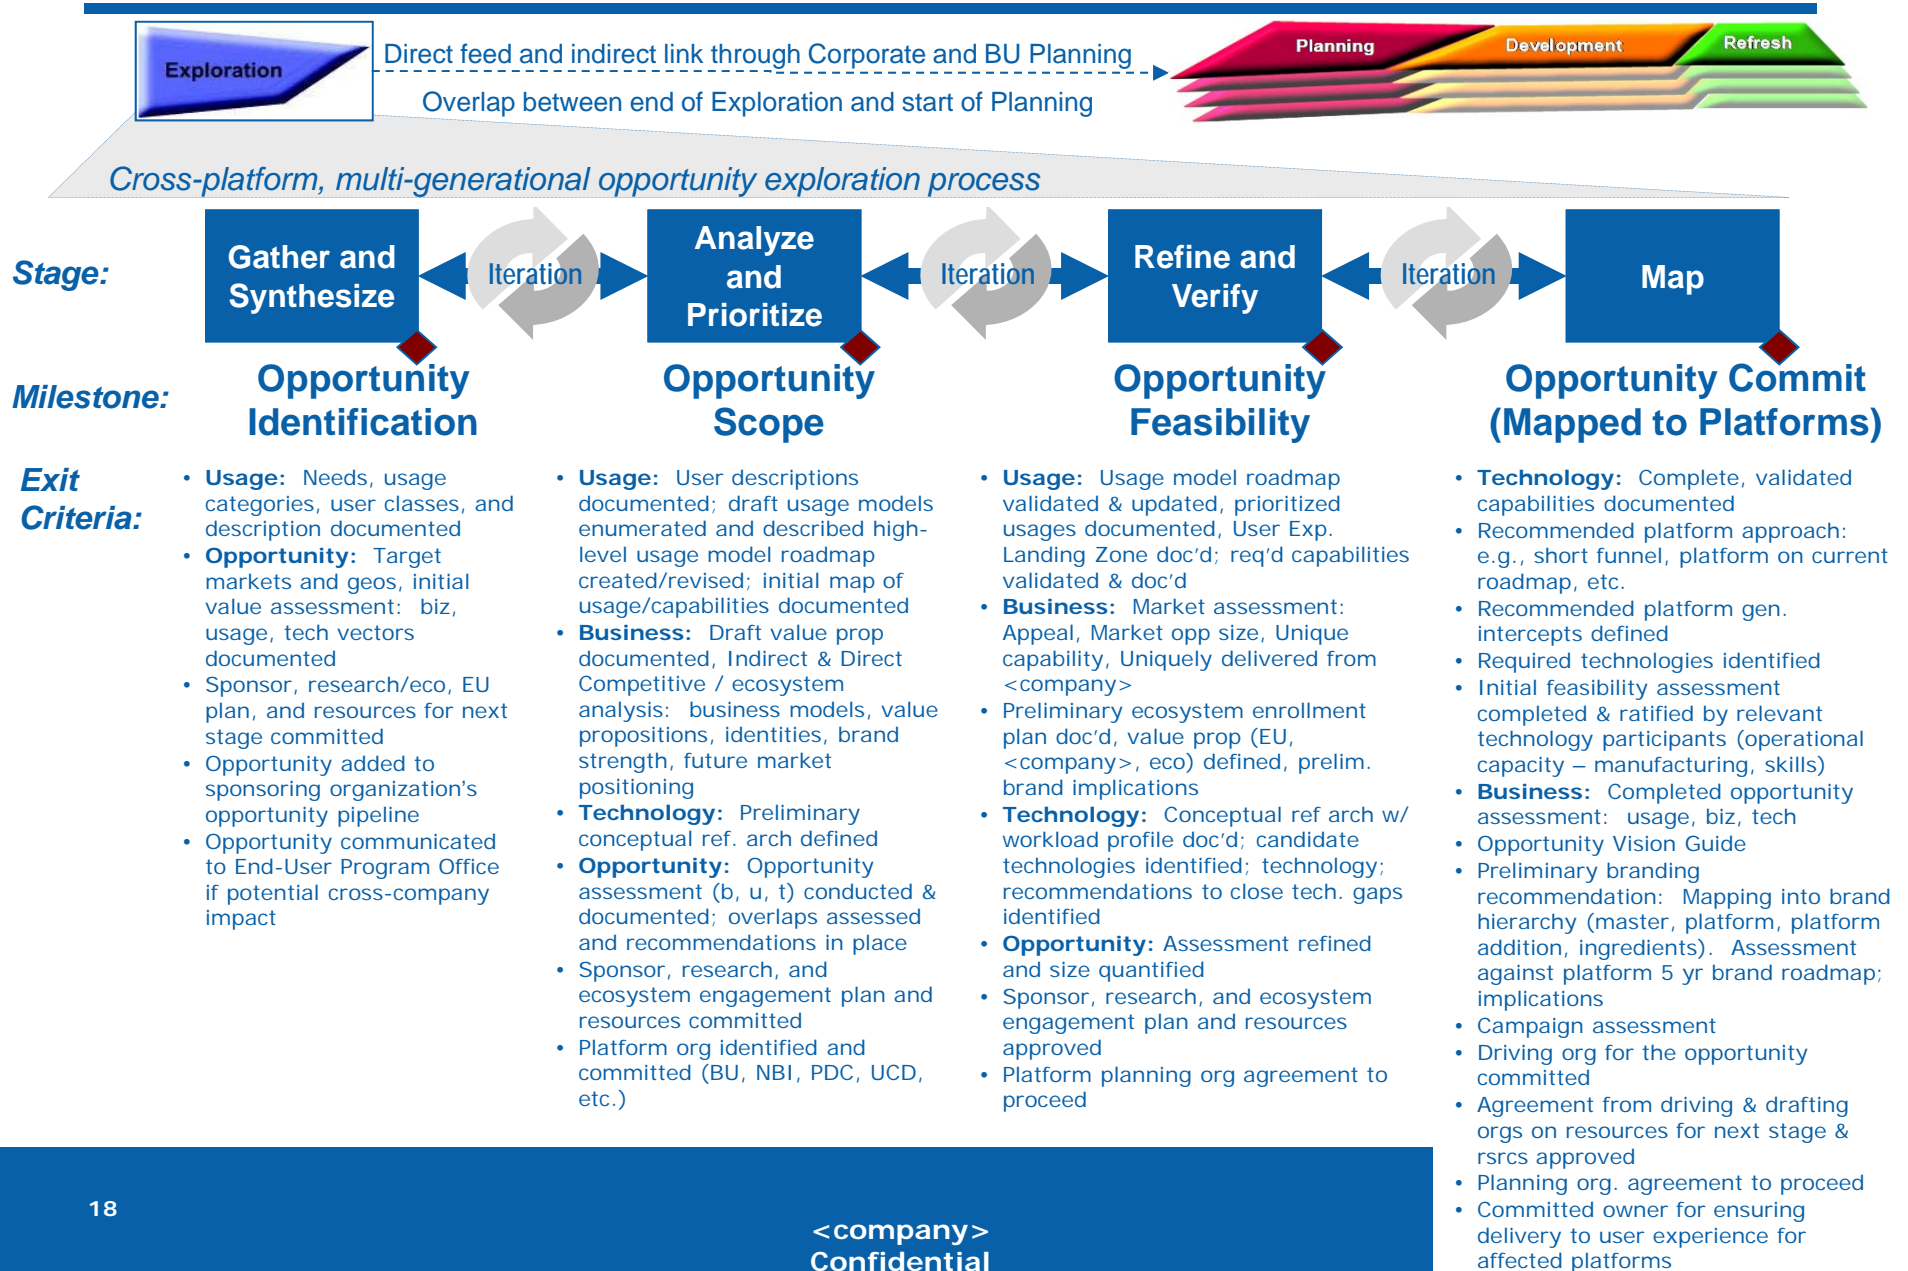 Exploration
Direct feed and indirect link through Corporate and BU Planning
Overlap between end of Exploration and start of Planning
Planning
Development
Refresh
Cross-platform, multi-generational opportunity exploration process
Stage:
Gather and
Synthesize
Iteration
Analyze
and
Prioritize
Iteration
Refine and
Verify
Iteration
Map
Milestone:
Opportunity
Identification
Opportunity
Scope
Opportunity
Feasibility
Opportunity Commit
(Mapped to Platforms)
Exit
Criteria:
• Usage: Needs, usage
categories, user classes, and
description documented
• Opportunity: Target
markets and geos, initial
value assessment: biz,
usage, tech vectors
documented
• Sponsor, research/eco, EU
plan, and resources for next
stage committed
• Opportunity added to
sponsoring organization’s
opportunity pipeline
• Opportunity communicated
to End-User Program Office
if potential cross-company
impact
• Usage: User descriptions
documented; draft usage models
enumerated and described high-
level usage model roadmap
created/revised; initial map of
usage/capabilities documented
• Business: Draft value prop
documented, Indirect & Direct
Competitive / ecosystem
analysis: business models, value
propositions, identities, brand
strength, future market
positioning
• Technology: Preliminary
conceptual ref. arch defined
• Opportunity: Opportunity
assessment (b, u, t) conducted &
documented; overlaps assessed
and recommendations in place
• Sponsor, research, and
ecosystem engagement plan and
resources committed
• Platform org identified and
committed (BU, NBI, PDC, UCD,
etc.)
• Usage: Usage model roadmap
validated & updated, prioritized
usages documented, User Exp.
Landing Zone doc’d; req’d capabilities
validated & doc’d
• Business: Market assessment:
Appeal, Market opp size, Unique
capability, Uniquely delivered from
<company>
• Preliminary ecosystem enrollment
plan doc’d, value prop (EU,
<company>, eco) defined, prelim.
brand implications
• Technology: Conceptual ref arch w/
workload profile doc’d; candidate
technologies identified; technology;
recommendations to close tech. gaps
identified
• Opportunity: Assessment refined
and size quantified
• Sponsor, research, and ecosystem
engagement plan and resources
approved
• Platform planning org agreement to
proceed
• Technology: Complete, validated
capabilities documented
• Recommended platform approach:
e.g., short funnel, platform on current
roadmap, etc.
• Recommended platform gen.
intercepts defined
• Required technologies identified
• Initial feasibility assessment
completed & ratified by relevant
technology participants (operational
capacity – manufacturing, skills)
• Business: Completed opportunity
assessment: usage, biz, tech
• Opportunity Vision Guide
• Preliminary branding
recommendation: Mapping into brand
hierarchy (master, platform, platform
addition, ingredients). Assessment
against platform 5 yr brand roadmap;
implications
• Campaign assessment
• Driving org for the opportunity
committed
• Agreement from driving & drafting
orgs on resources for next stage &
rsrcs approved
• Planning org. agreement to proceed
• Committed owner for ensuring
delivery to user experience for
affected platforms
18
<company>
Confidential